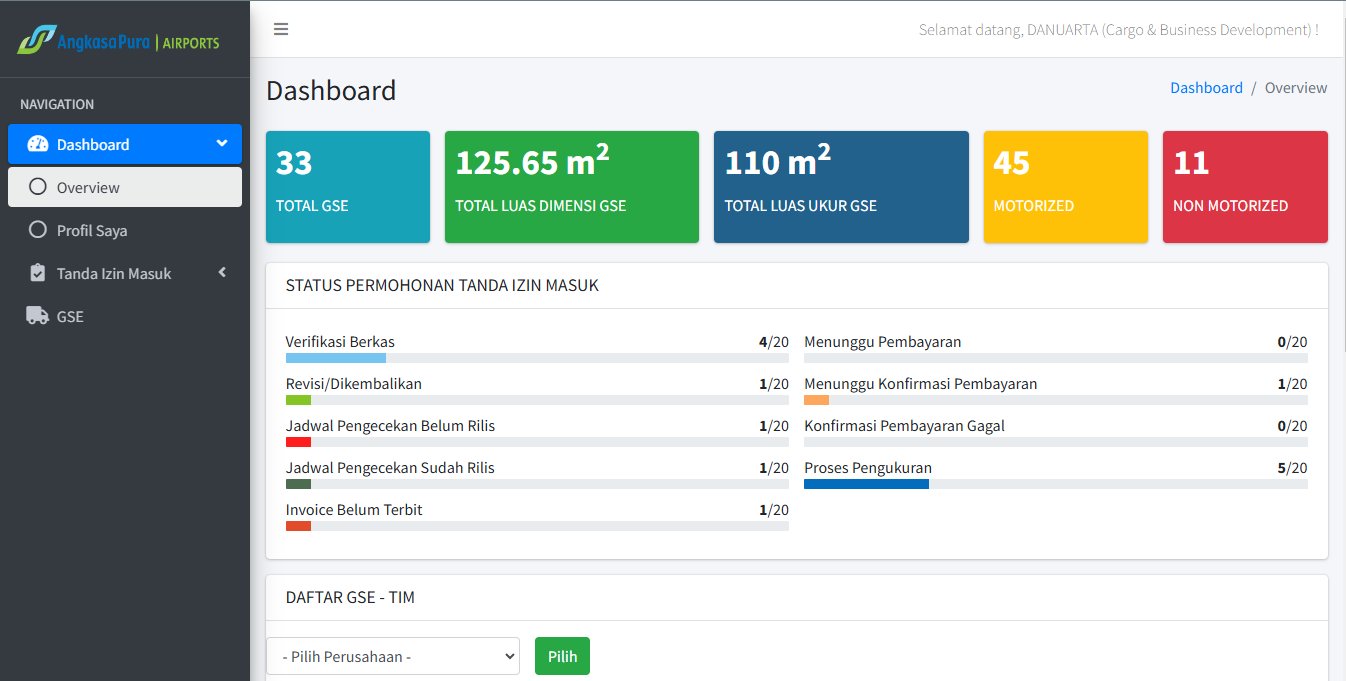 AngkasaPura | AIRPORTS
Selamat datang, DANUARTA (Cargo & Business Development) !
NAVIGATION
Dashboard
Overview
Profil Saya
Tanda Izin Masuk
GSE
Dashboard
Dashboard / Overview
33
TOTAL GSE
125.65 m²
TOTAL LUAS DIMENSI GSE
110 m²
TOTAL LUAS UKUR GSE
45
MOTORIZED
11
NON MOTORIZED
STATUS PERMOHONAN TANDA IZIN MASUK
Verifikasi Berkas 4/20
Revisi/Dikembalikan 1/20
Jadwal Pengecekan Belum Rilis 1/20
Jadwal Pengecekan Sudah Rilis 1/20
Invoice Belum Terbit 1/20
Menunggu Pembayaran 0/20
Menunggu Konfirmasi Pembayaran 1/20
Konfirmasi Pembayaran Gagal 0/20
Proses Pengukuran 5/20
DAFTAR GSE - TIM
- Pilih Perusahaan -
Pilih